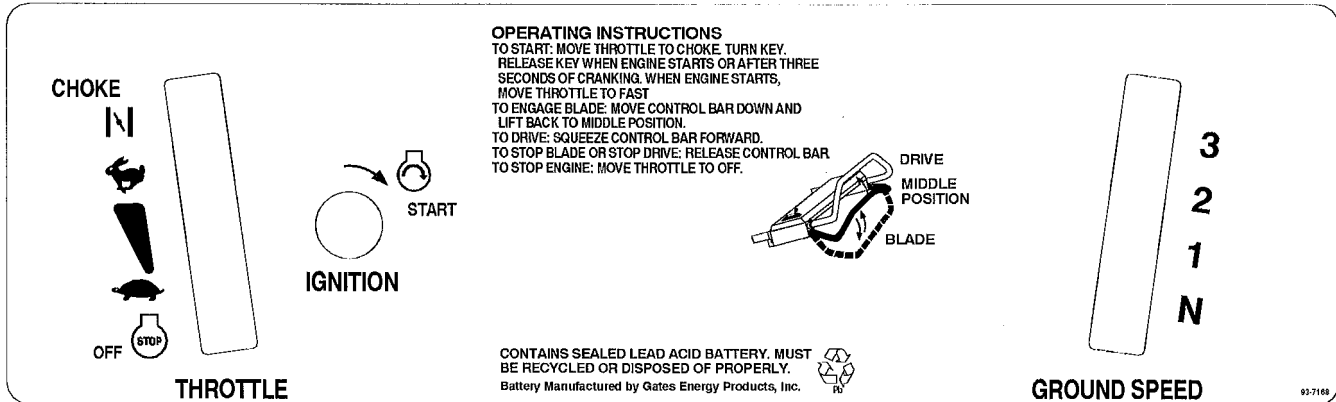 CHOKE
OFF
STOP
THROTTLE
START
IGNITION
OPERATING INSTRUCTIONS
TO START: MOVE THROTTLE TO CHOKE. TURN KEY.
RELEASE KEY WHEN ENGINE STARTS OR AFTER THREE
SECONDS OF CRANKING. WHEN ENGINE STARTS,
MOVE THROTTLE TO FAST
TO ENGAGE BLADE: MOVE CONTROL BAR DOWN AND
LIFT BACK TO MIDDLE POSITION.
TO DRIVE: SQUEEZE CONTROL BAR FORWARD.
TO STOP BLADE OR STOP DRIVE: RELEASE CONTROL BAR
TO STOP ENGINE: MOVE THROTTLE TO OFF.
DRIVE
MIDDLE
POSITION
BLADE
CONTAINS SEALED LEAD ACID BATTERY. MUST
BE RECYCLED OR DISPOSED OF PROPERLY.
Battery Manufactured by Gates Energy Products, Inc.
Pb
3
2
1
N
GROUND SPEED
93-7168